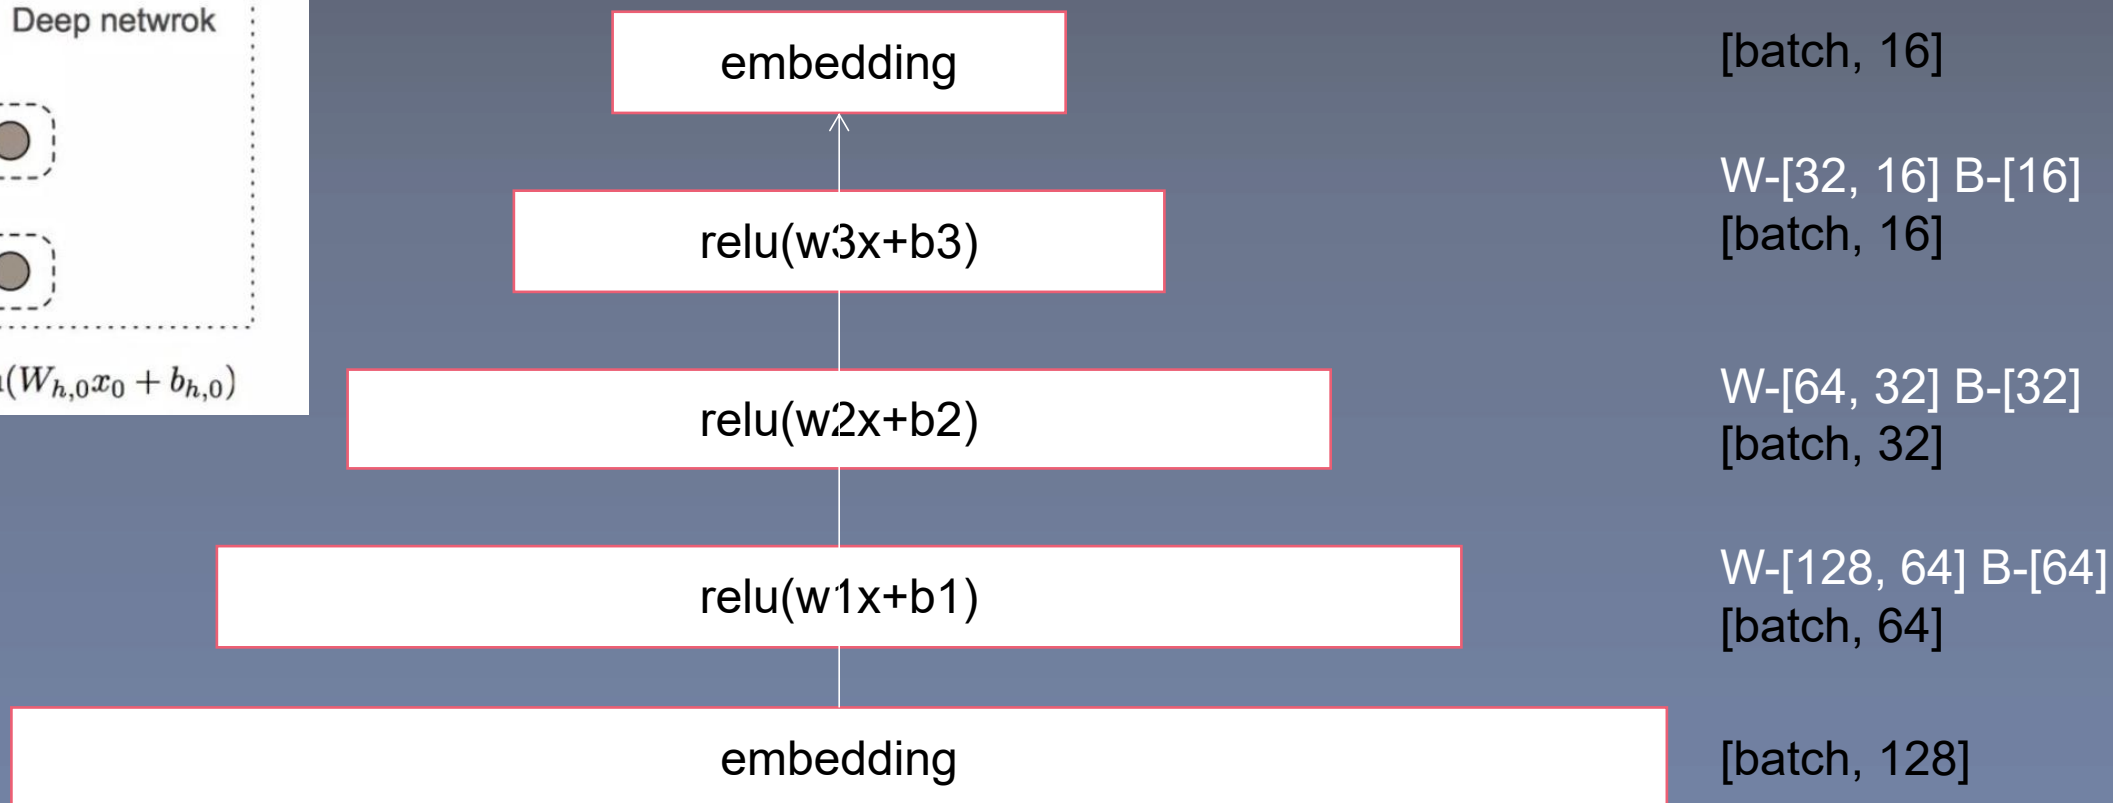 Deep netwrok
(W_{h,0}x_0 + b_{h,0})
embedding
[batch, 16]
relu(w3x+b3)
W-[32, 16] B-[16]
[batch, 16]
relu(w2x+b2)
W-[64, 32] B-[32]
[batch, 32]
relu(w1x+b1)
W-[128, 64] B-[64]
[batch, 64]
embedding
[batch, 128]